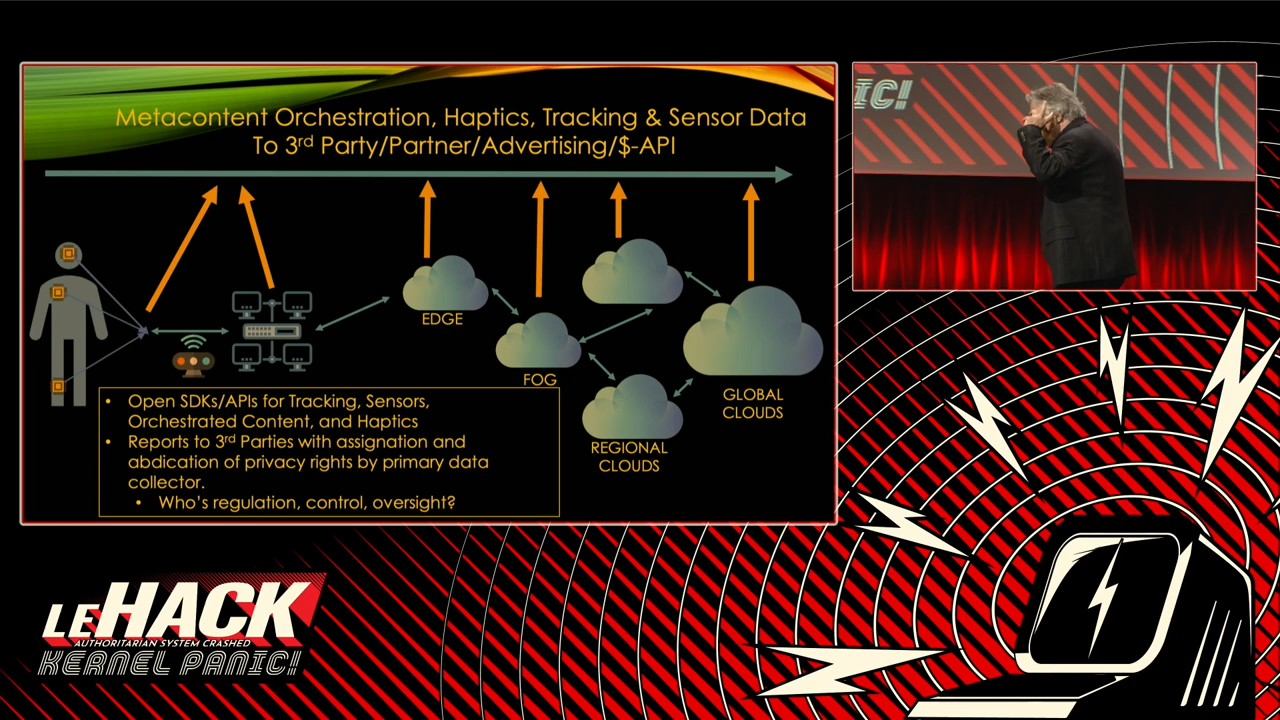 Metacontent Orchestration, Haptics, Tracking & Sensor Data
To 3rd Party/Partner/Advertising/$-API
IC!
EDGE
FOG
GLOBAL
CLOUDS
REGIONAL
CLOUDS
• Open SDKs/APIs for Tracking, Sensors,
Orchestrated Content, and Haptics
• Reports to 3rd Parties with assignation and
abdication of privacy rights by primary data
collector.
• Who's regulation, control, oversight?
LEHACK
AUTHORITARIAN SYSTEM CRASHED
KERNEL PANIC!